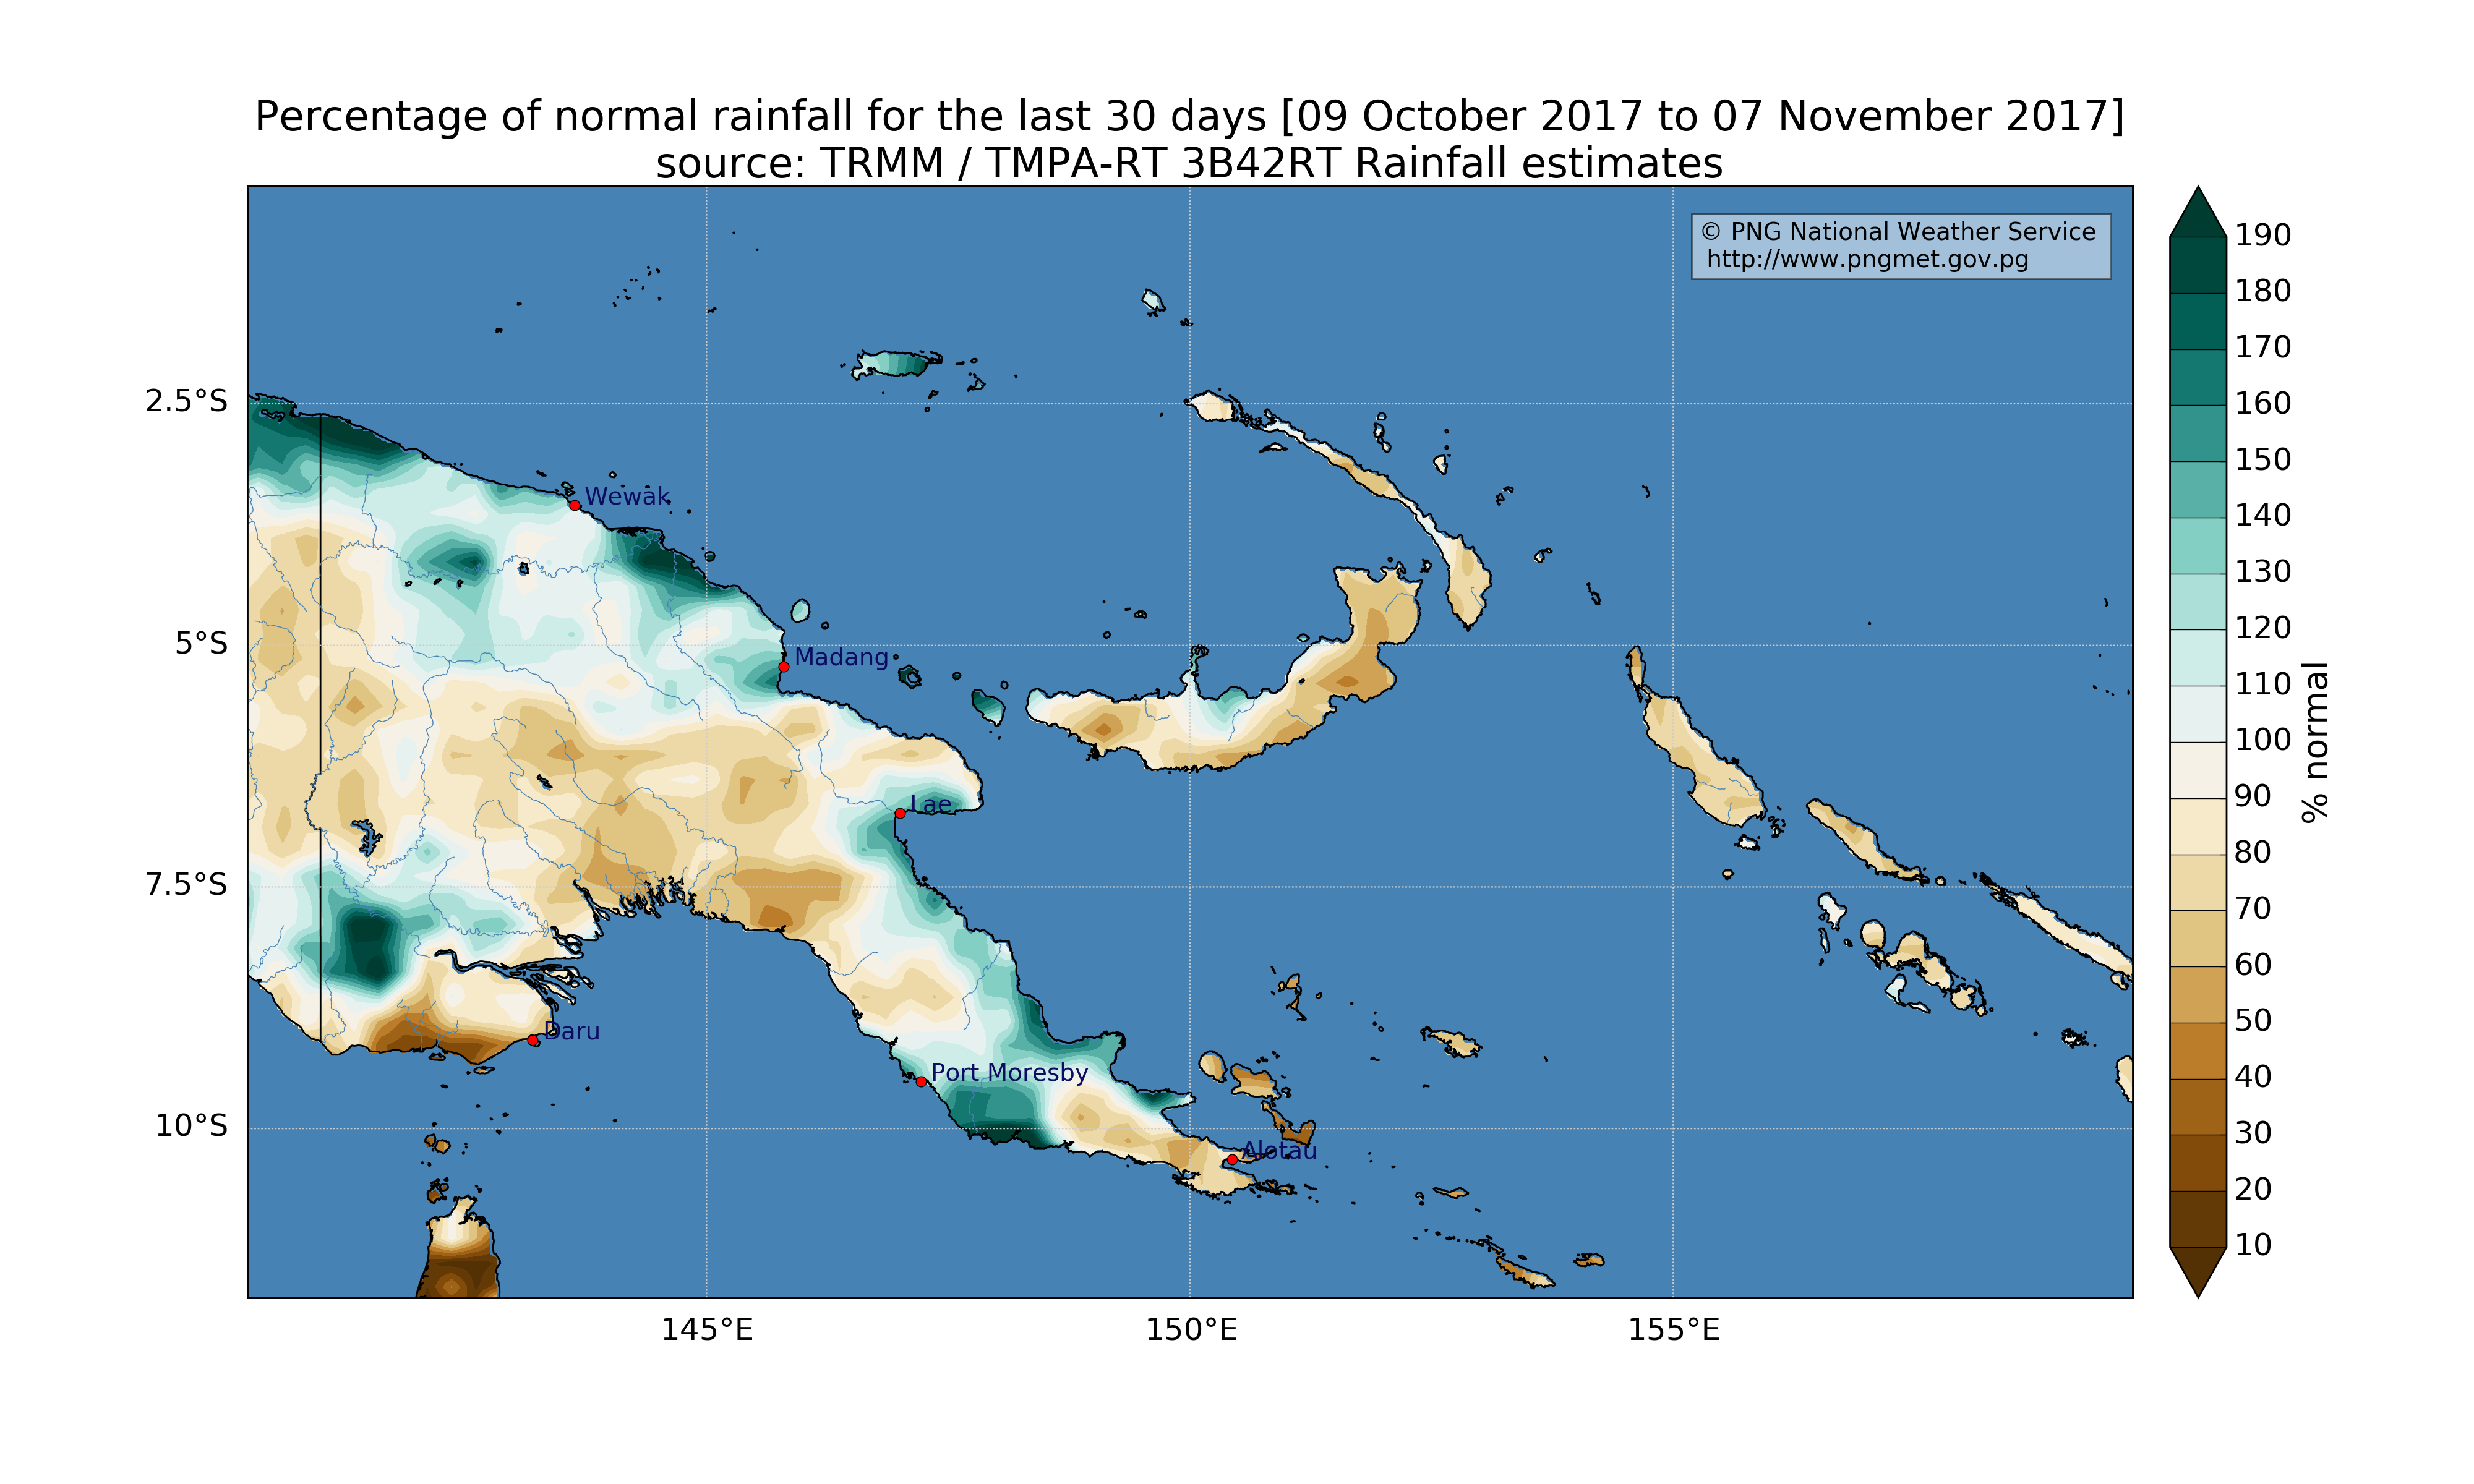 Percentage of normal rainfall for the last 30 days [09 October 2017 to 07 November 2017]
source: TRMM / TMPA-RT 3B42RT Rainfall estimates
© PNG National Weather Service
http://www.pngmet.gov.pg
2.5°S
5°S
7.5°S
10°S
Wewak
Madang
Lae
Daru
Port Moresby
Alotau
145°E
150°E
155°E
190
180
170
160
150
140
130
120
110
100
90
80
70
60
50
40
30
20
10
% normal